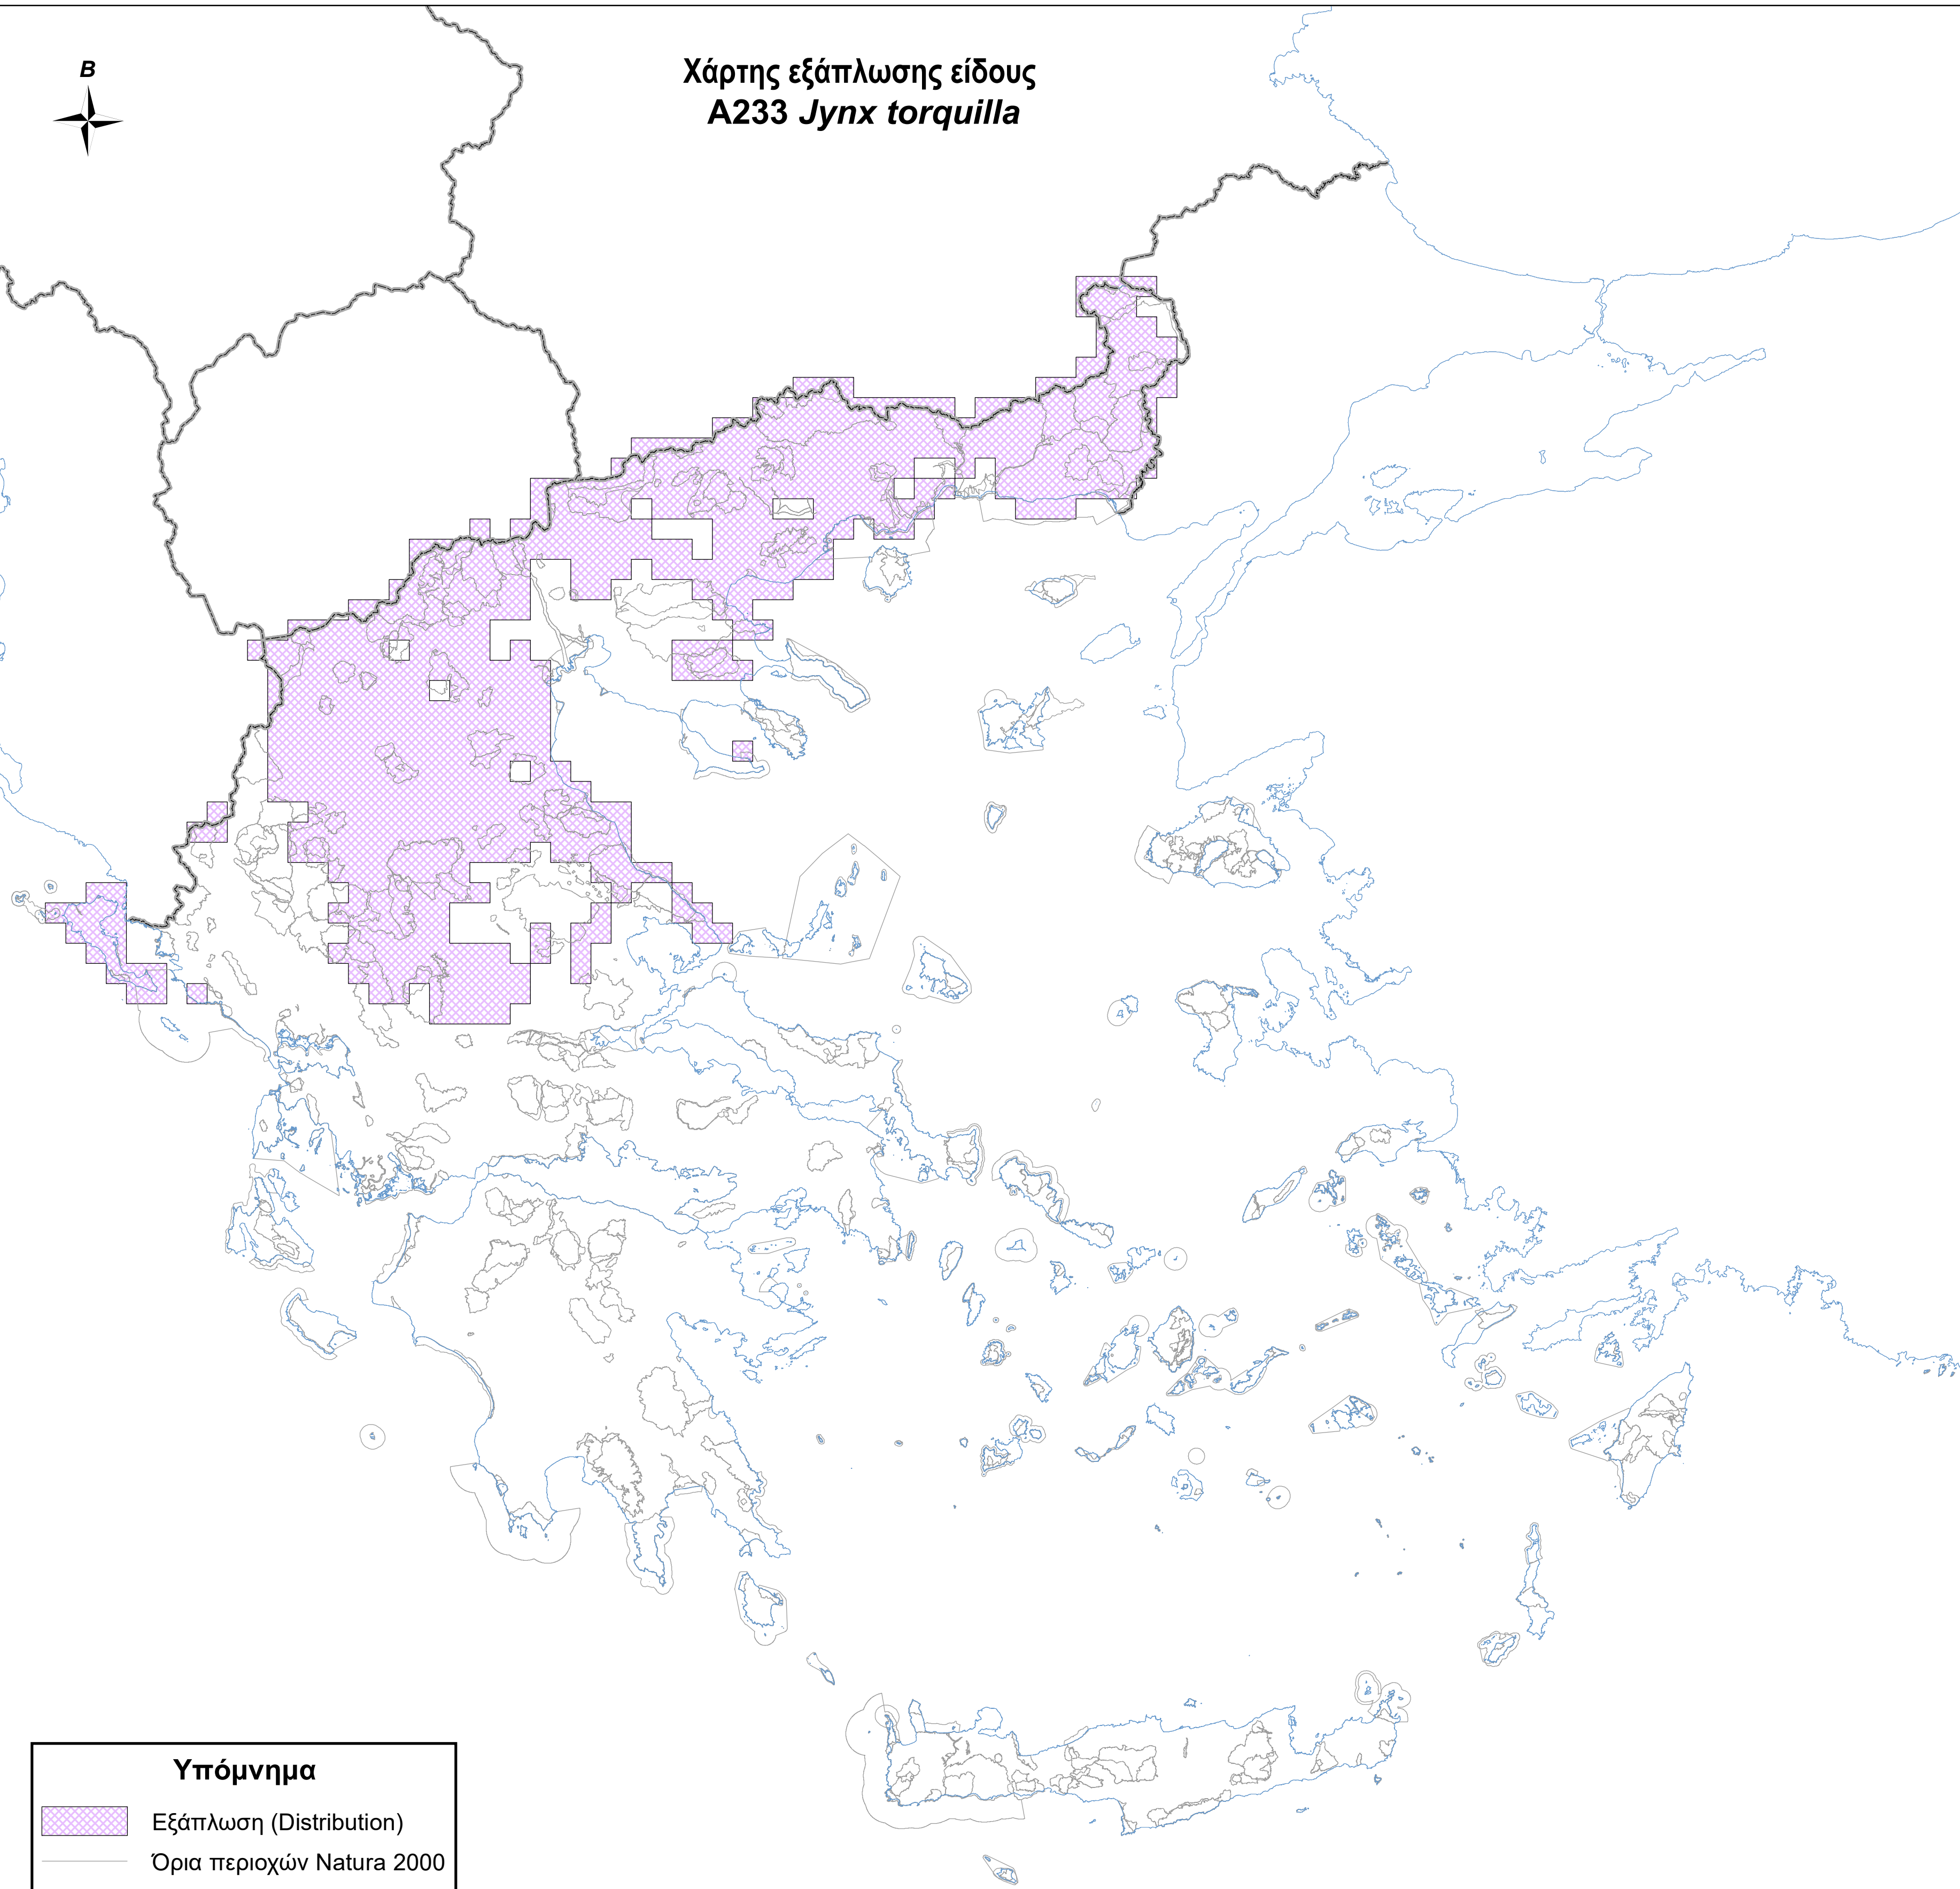 Β
Χάρτης εξάπλωσης είδους
A233 Jynx torquilla
Υπόμνημα
Εξάπλωση (Distribution)
Όρια περιοχών Natura 2000